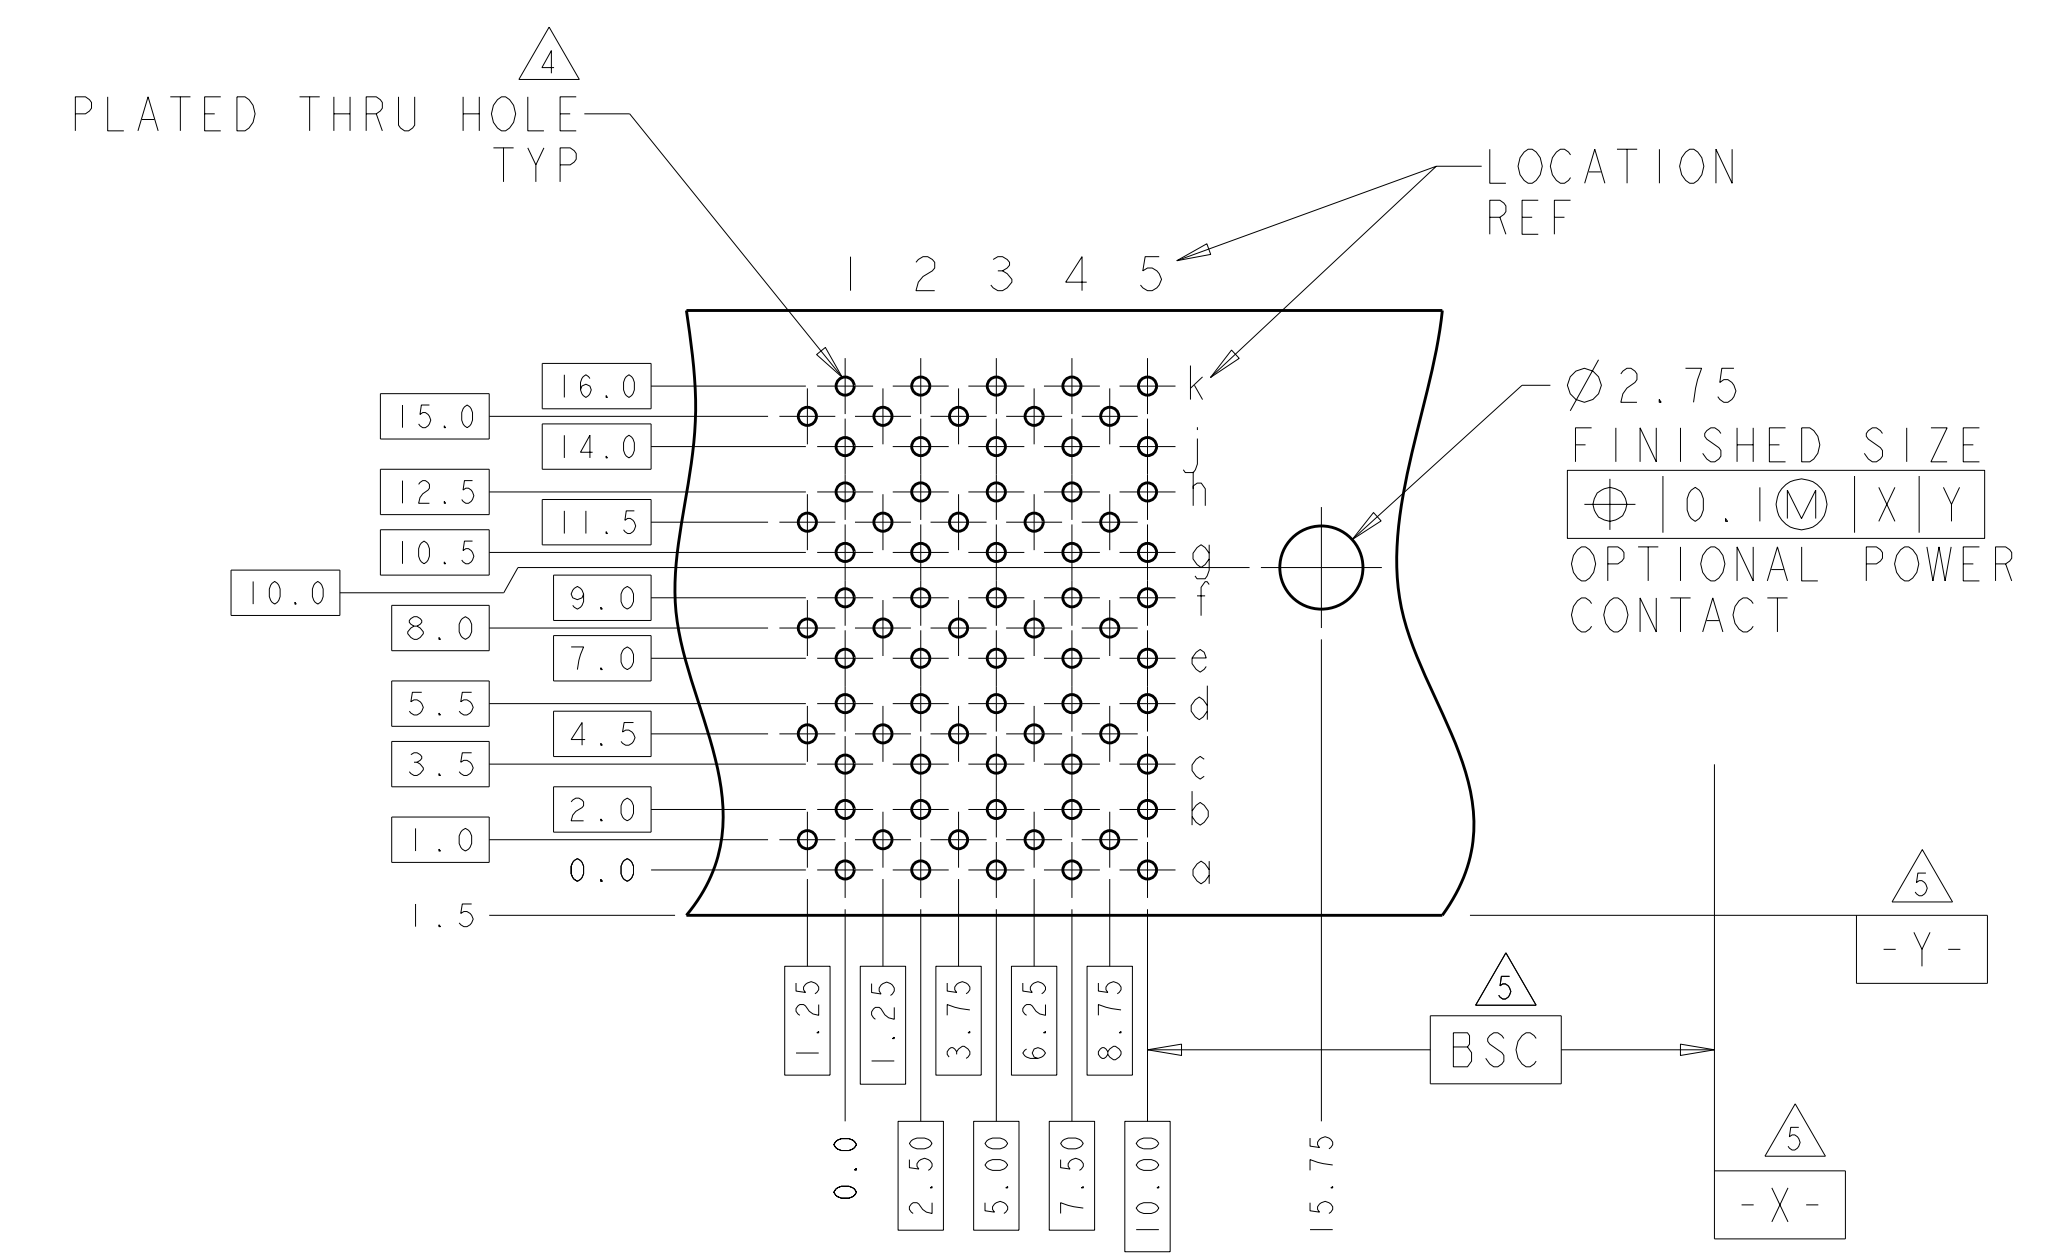 4
PLATED THRU HOLE
TYP
LOCATION
REF
1 2 3 4 5
16.0
k
15.0
14.0
j
12.5
h
11.5
10.5
g
10.0
9.0
f
8.0
7.0
e
5.5
d
4.5
3.5
c
2.0
b
1.0
0.0
a
1.5
Ø2.75
FINISHED SIZE
⌖ 0.1Ⓜ X Y
OPTIONAL POWER
CONTACT
5
-Y-
1.25
1.25
3.75
6.25
8.75
5
BSC
0.0
2.50
5.00
7.50
10.00
15.75
5
-X-